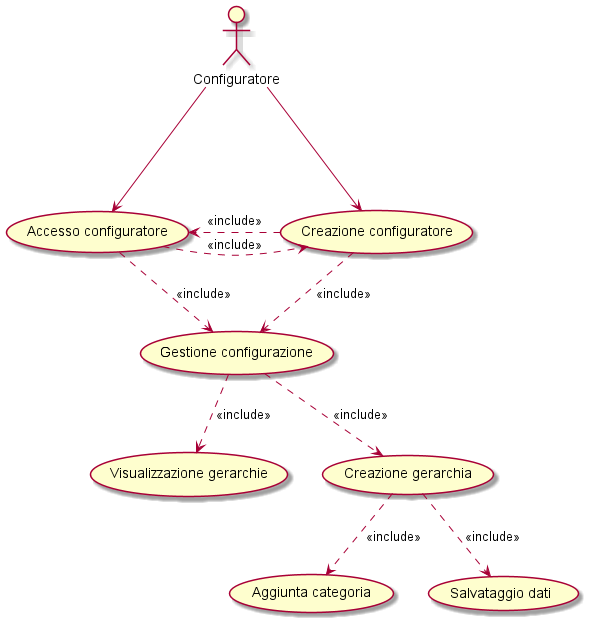 Configuratore
«include»
Accesso configuratore
Creazione configuratore
«include»
«include»
«include»
Gestione configurazione
«include»
«include»
Visualizzazione gerarchie
Creazione gerarchia
«include»
«include»
Aggiunta categoria
Salvataggio dati